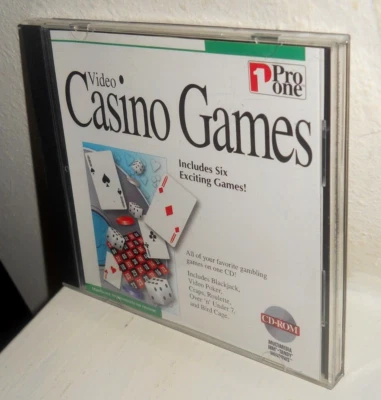 Pro
one
Video
Casino Games
Includes Six
Exciting Games!
All of your favorite gambling
games on one CD!
Includes Blackjack,
Video Poker,
Craps, Roulette,
Over 'n' Under 7,
and Bird Cage.
CD-ROM